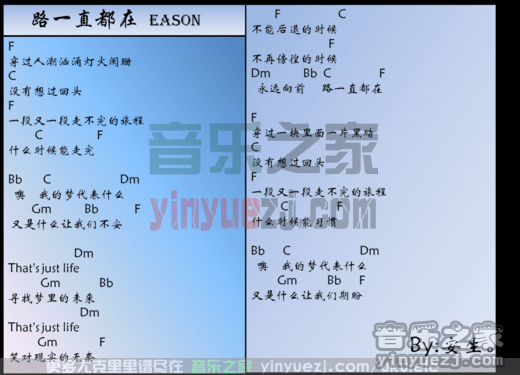 路一直都在 EASON
F
穿过人潮汹涌灯火阑珊
C
没有想过回头
F
一段又一段走不完的旅程
C F
什么时候能走完
Bb C Dm
噢 我的梦代表什么
Gm Bb F
又是什么让我们不安
Dm
That's just life
Gm Bb
寻找梦里的未来
Dm
That's just life
Gm F
笑对现实的无奈
F C
不能后退的时候
F
不再傍徨的时候
Dm Bb C F
永远向前 路一直都在
F
穿过一块里面一片黑暗
C
没有想过回头
F
一段又一段走不完的旅程
C F
什么时候能习惯
Bb C Dm
噢 我的梦代表什么
Gm Bb F
又是什么让我们期盼
By:安生。
音乐之家
yinyuezj.com
更多尤克里里谱尽在 音乐之家 yinyuezj.com ukulele
音乐之家
yinyuezj.com